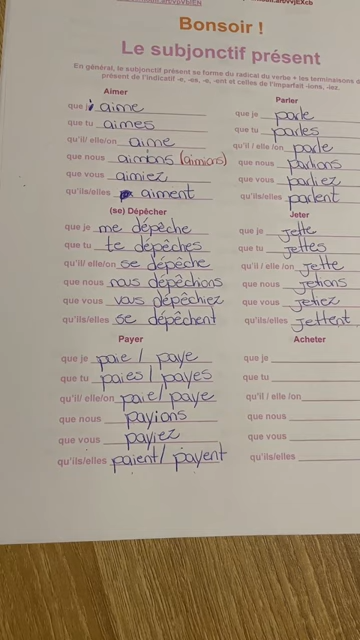 Bonsoir !
Le subjonctif présent
En général, le subjonctif présent se forme du radical du verbe + les terminaisons
présent de l'indicatif -e, -es, -e, -ent et celles de l'imparfait -ions, -iez.
Aimer
que j' aime
que tu aimes
qu'il/ elle/on aime
que nous aimions (aimions)
que vous aimiez
qu'ils/elles aiment
(se) Dépêcher
que je me dépêche
que tu te dépêches
qu'il/ elle/on se dépêche
que nous nous dépêchions
que vous vous dépêchiez
qu'ils/elles se dépêchent
Payer
que je paie / paye
que tu paies / payes
qu'il/ elle/on paie/ paye
que nous payions
que vous payiez
qu'ils/elles paient/ payent
Parler
que je parle
que tu parles
qu'il / elle /on parle
que nous parlions
que vous parliez
qu'ils/elles parlent
Jeter
que je jette
que tu jettes
qu'il / elle /on jette
que nous jetions
que vous jetiez
qu'ils/elles jettent
Acheter
que je
que tu
qu'il / elle /on
que nous
que vous
qu'ils/elles